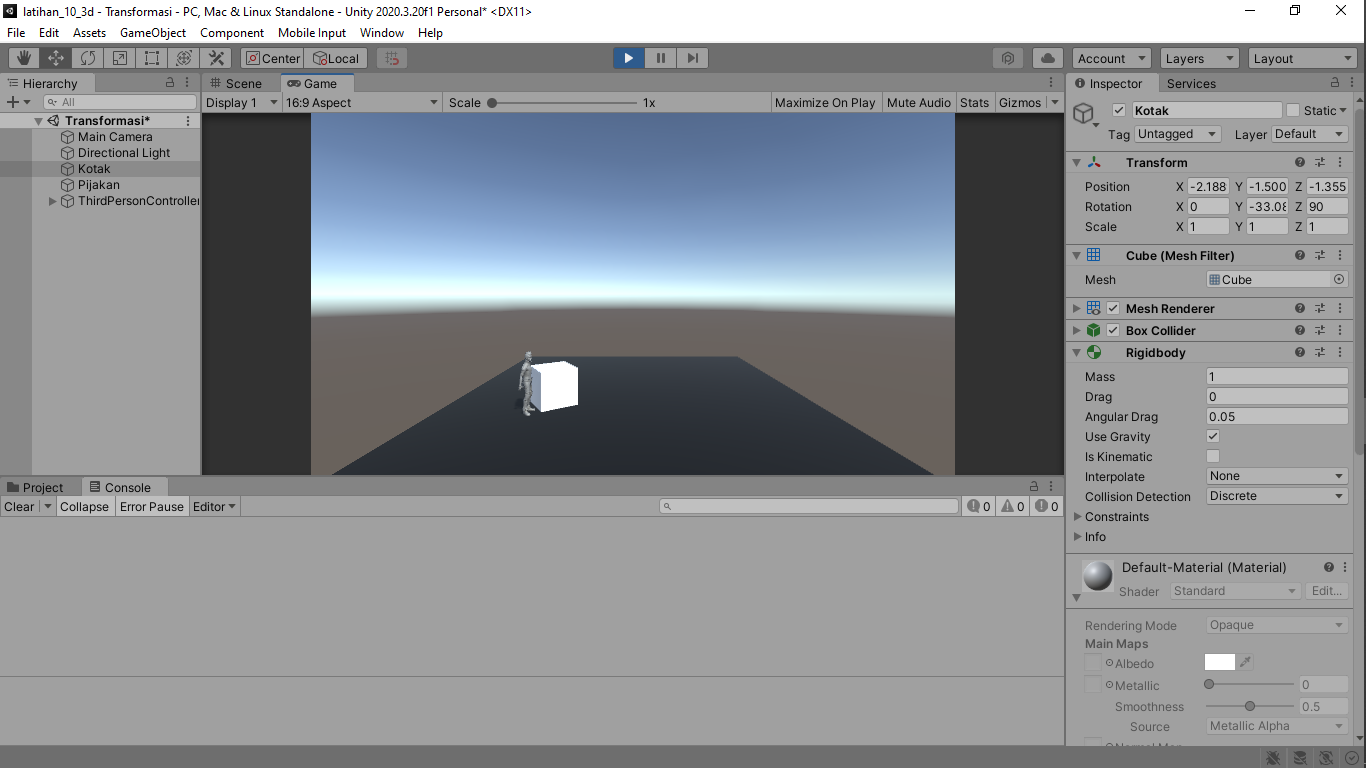 latihan_10_3d - Transformasi - PC, Mac & Linux Standalone - Unity 2020.3.20f1 Personal* <DX11>
File Edit Assets GameObject Component Mobile Input Window Help
Center Local Account Layers Layout
Hierarchy
All
Transformasi*
Main Camera
Directional Light
Kotak
Pijakan
ThirdPersonController
Scene Game
Display 1 16:9 Aspect Scale 1x Maximize On Play Mute Audio Stats Gizmos
Project Console
Clear Collapse Error Pause Editor 0 0 0
Inspector Services
Kotak Static
Tag Untagged Layer Default
Transform
Position X -2.188 Y -1.500 Z -1.355
Rotation X 0 Y -33.08 Z 90
Scale X 1 Y 1 Z 1
Cube (Mesh Filter)
Mesh Cube
Mesh Renderer
Box Collider
Rigidbody
Mass 1
Drag 0
Angular Drag 0.05
Use Gravity
Is Kinematic
Interpolate None
Collision Detection Discrete
Constraints
Info
Default-Material (Material)
Shader Standard Edit...
Rendering Mode Opaque
Main Maps
Albedo
Metallic 0
Smoothness 0.5
Source Metallic Alpha